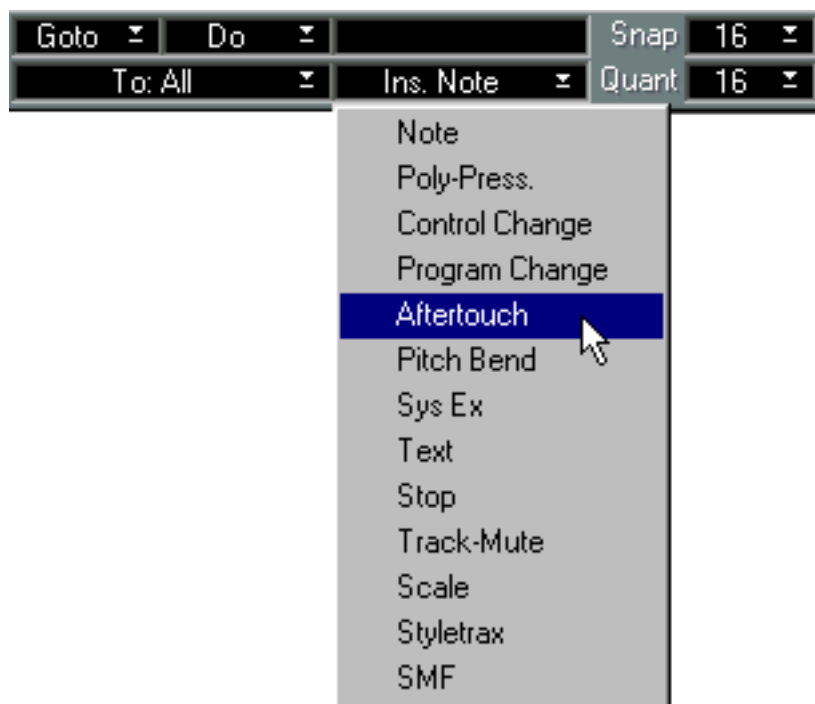 Goto Do Snap 16
To: All Ins. Note Quant 16
Note
Poly-Press.
Control Change
Program Change
Aftertouch
Pitch Bend
Sys Ex
Text
Stop
Track-Mute
Scale
Styletrax
SMF